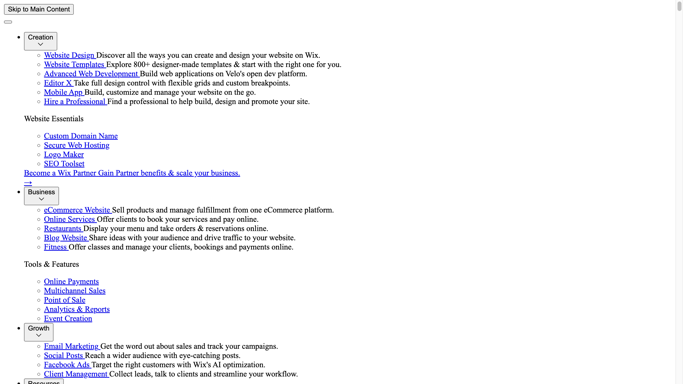 Skip to Main Content
Creation
Website Design Discover all the ways you can create and design your website on Wix.
Website Templates Explore 800+ designer-made templates & start with the right one for you.
Advanced Web Development Build web applications on Velo's open dev platform.
Editor X Take full design control with flexible grids and custom breakpoints.
Mobile App Build, customize and manage your website on the go.
Hire a Professional Find a professional to help build, design and promote your site.
Website Essentials
Custom Domain Name
Secure Web Hosting
Logo Maker
SEO Toolset
Become a Wix Partner Gain Partner benefits & scale your business.
→
Business
eCommerce Website Sell products and manage fulfillment from one eCommerce platform.
Online Services Offer clients to book your services and pay online.
Restaurants Display your menu and take orders & reservations online.
Blog Website Share ideas with your audience and drive traffic to your website.
Fitness Offer classes and manage your clients, bookings and payments online.
Tools & Features
Online Payments
Multichannel Sales
Point of Sale
Analytics & Reports
Event Creation
Growth
Email Marketing Get the word out about sales and track your campaigns.
Social Posts Reach a wider audience with eye-catching posts.
Facebook Ads Target the right customers with Wix's AI optimization.
Client Management Collect leads, talk to clients and streamline your workflow.
Resources